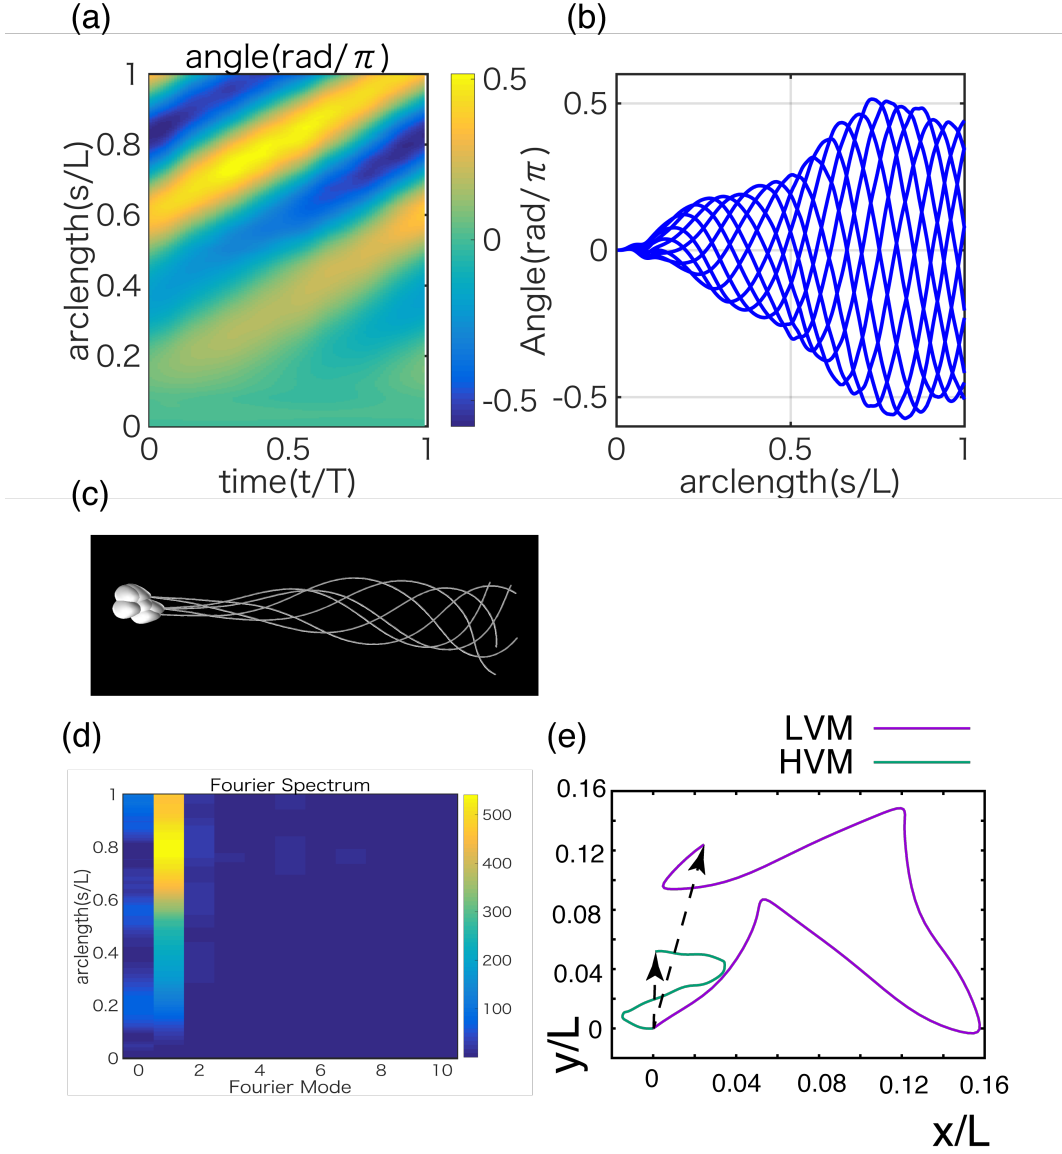 (a)
angle(rad/π)
1
0.8
0.6
0.4
0.2
0
arclength(s/L)
0
0.5
1
time(t/T)
0.5
0
-0.5
(b)
0.5
0
-0.5
Angle(rad/π)
0
0.5
1
arclength(s/L)
(c)
(d)
Fourier Spectrum
1
0.8
0.6
0.4
0.2
0
arclength(s/L)
0 2 4 6 8 10
Fourier Mode
500
400
300
200
100
(e)
LVM
HVM
0.16
0.12
0.08
0.04
0
y/L
0 0.04 0.08 0.12 0.16
x/L